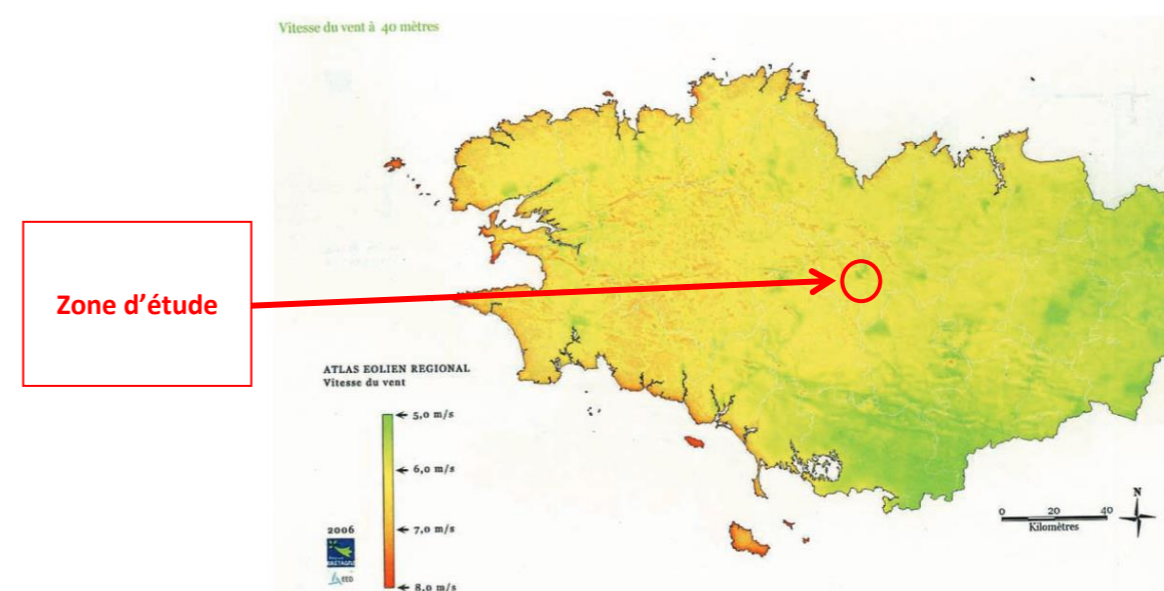 Vitesse du vent à 40 mètres
Zone d'étude
ATLAS EOLIEN REGIONAL
Vitesse du vent
5,0 m/s
6,0 m/s
7,0 m/s
8,0 m/s
2006
BRETAGNE
N
0 20 40
Kilomètres